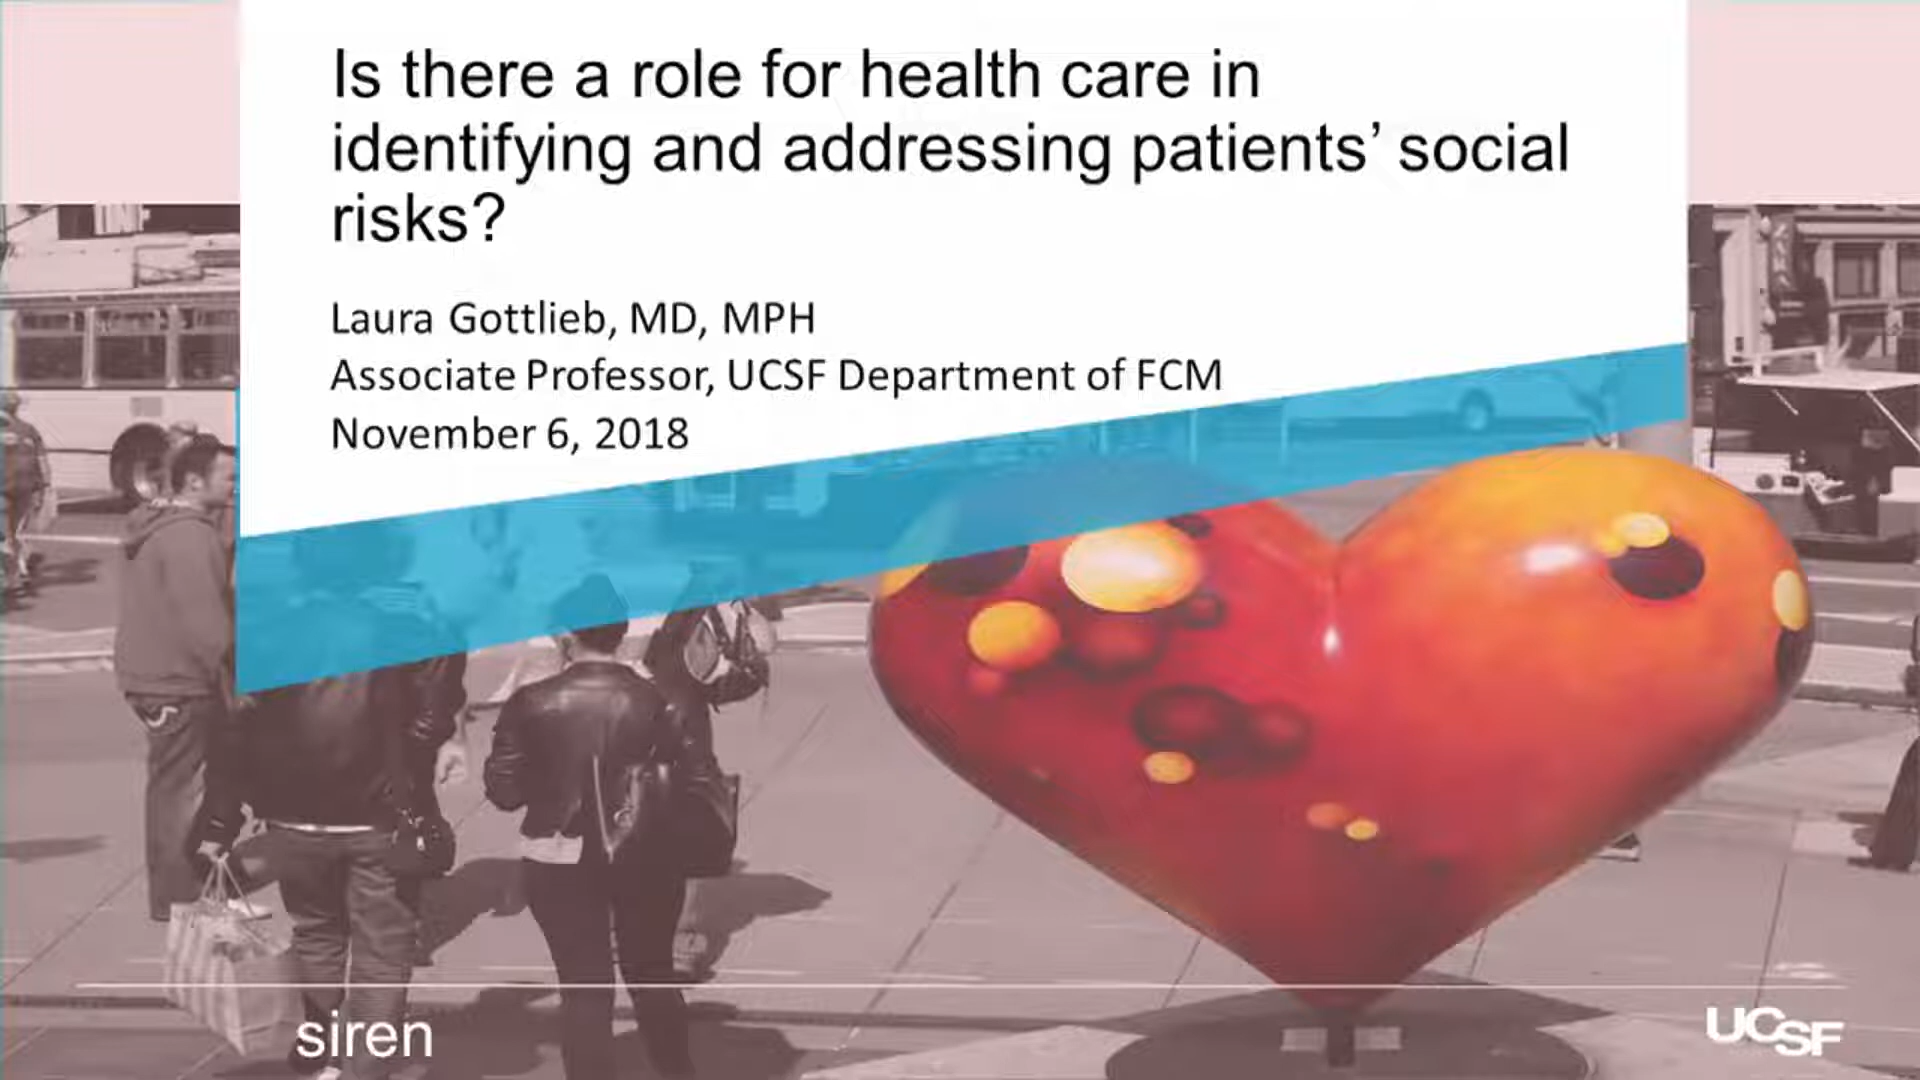 Is there a role for health care in
identifying and addressing patients’ social
risks?
Laura Gottlieb, MD, MPH
Associate Professor, UCSF Department of FCM
November 6, 2018
siren
UCSF